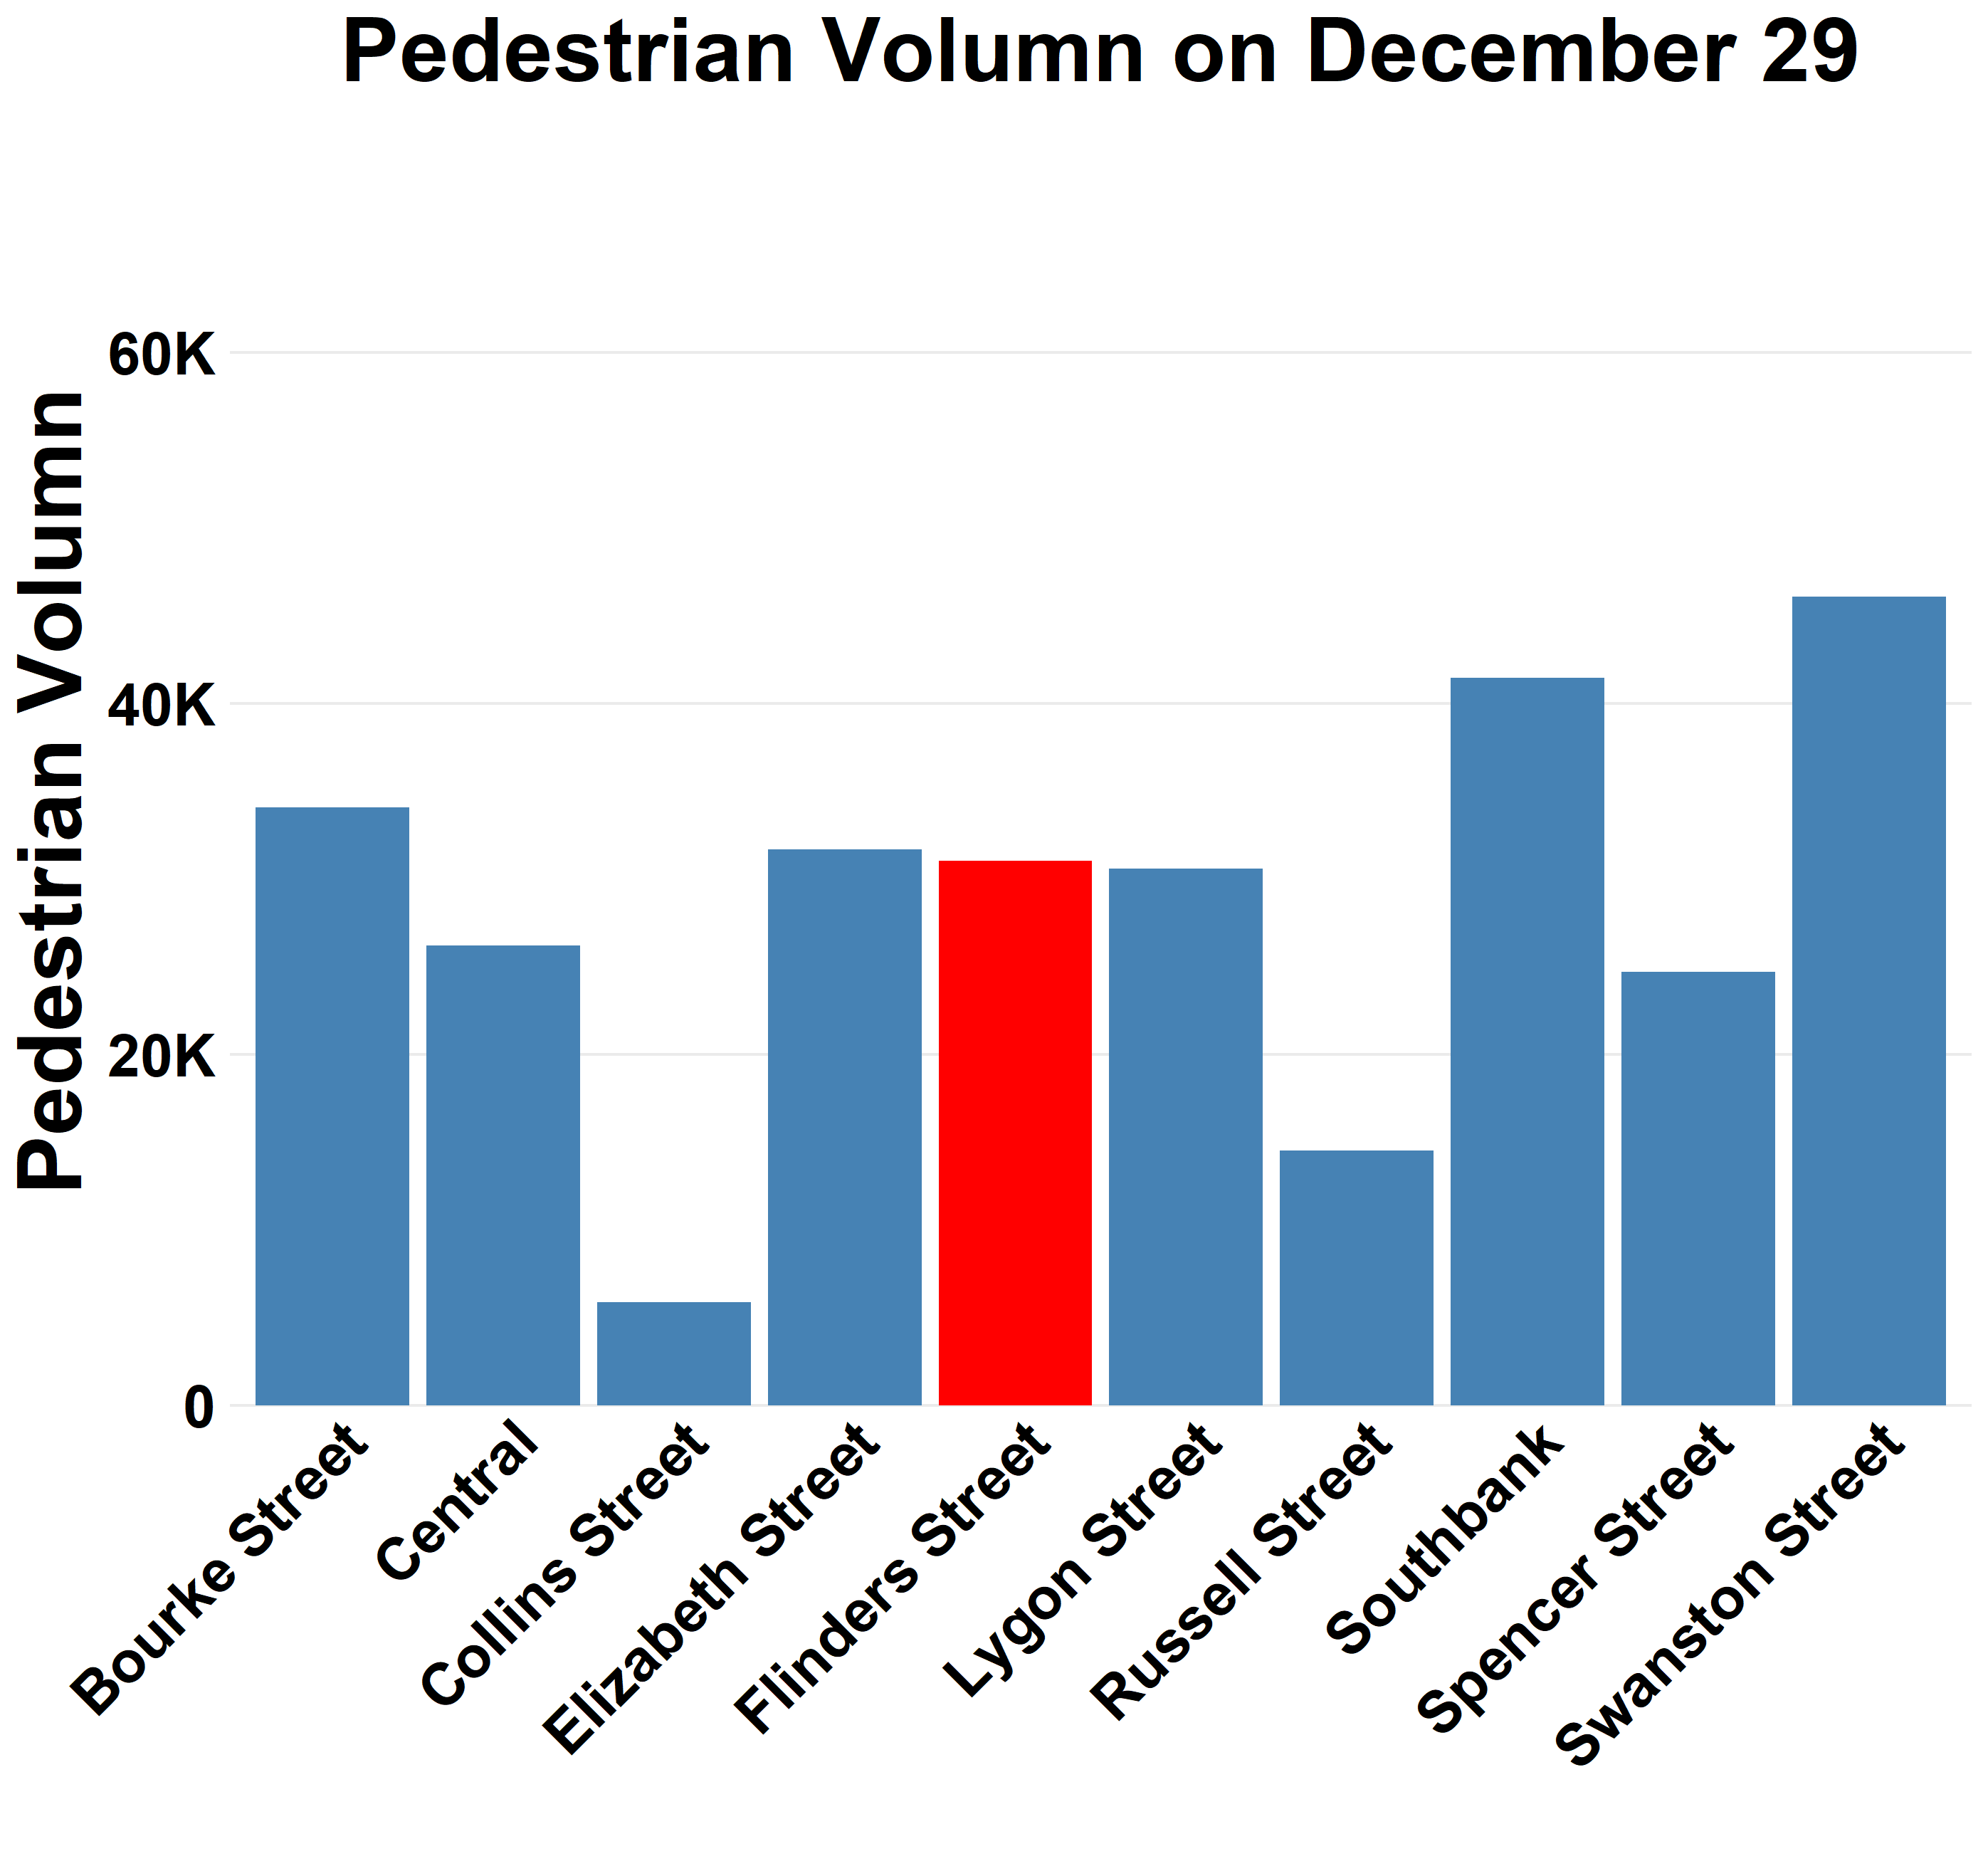 Pedestrian Volumn on December 29
Pedestrian Volumn
60K
40K
20K
0
Bourke Street
Central
Collins Street
Elizabeth Street
Flinders Street
Lygon Street
Russell Street
Southbank
Spencer Street
Swanston Street